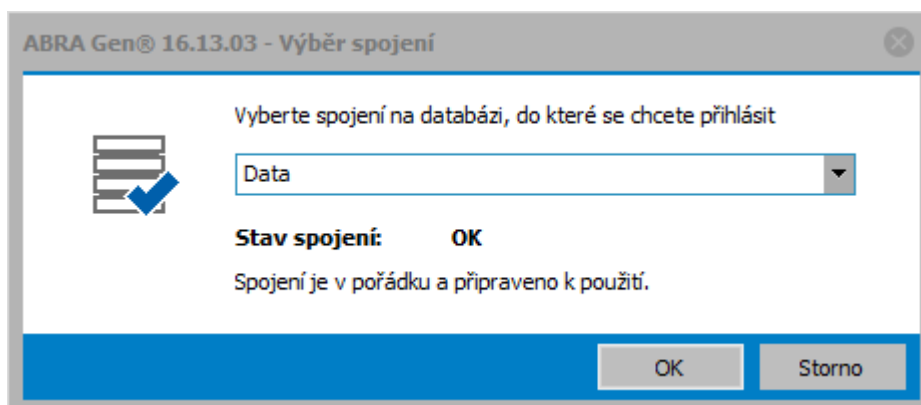 ABRA Gen® 16.13.03 - Výběr spojení
Vyberte spojení na databázi, do které se chcete přihlásit
Data
Stav spojení: OK
Spojení je v pořádku a připraveno k použití.
OK Storno